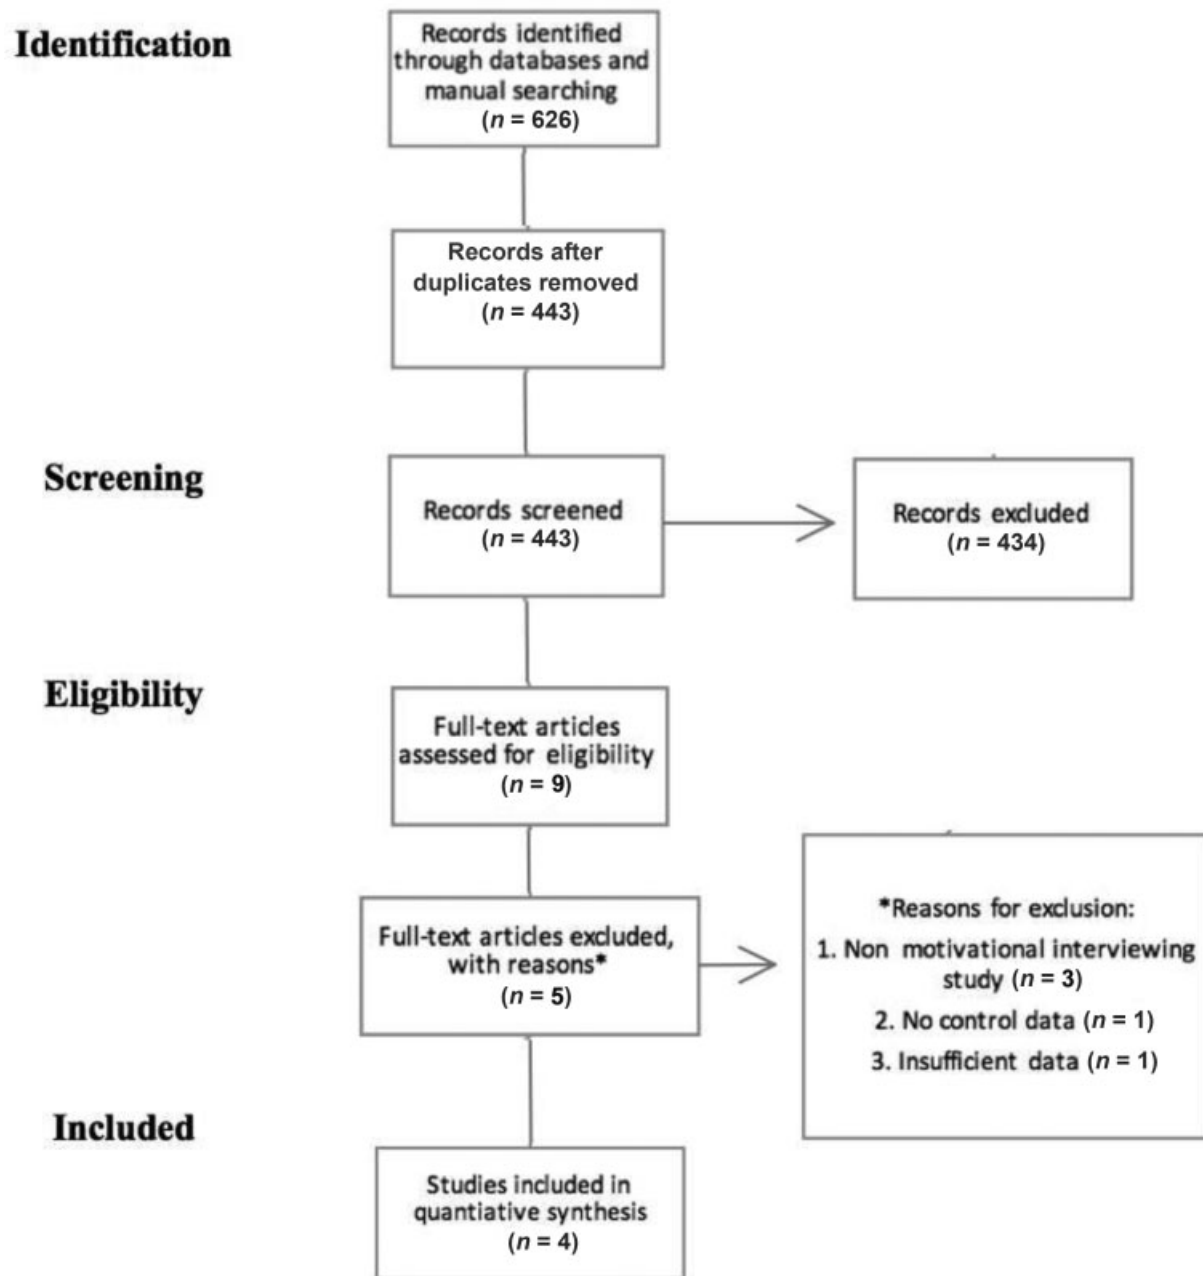 Identification
Records identified
through databases and
manual searching
(n = 626)
Records after
duplicates removed
(n = 443)
Screening
Records screened
(n = 443)
Records excluded
(n = 434)
Eligibility
Full-text articles
assessed for eligibility
(n = 9)
Full-text articles excluded,
with reasons*
(n = 5)
*Reasons for exclusion:
1. Non motivational interviewing
study (n = 3)
2. No control data (n = 1)
3. Insufficient data (n = 1)
Included
Studies included in
quantiative synthesis
(n = 4)